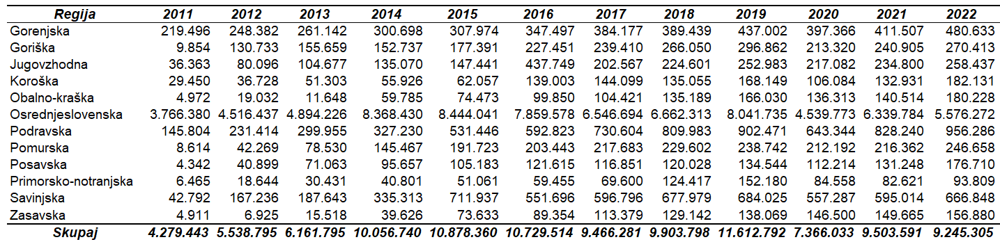 Regija 2011 2012 2013 2014 2015 2016 2017 2018 2019 2020 2021 2022
Gorenjska 219.496 248.382 261.142 300.698 307.974 347.497 384.177 389.439 437.002 397.366 411.507 480.633
Goriška 9.854 130.733 155.659 152.737 177.391 227.451 239.410 266.050 296.862 213.320 240.905 270.413
Jugovzhodna 36.363 80.096 104.677 135.070 147.441 437.749 202.567 224.601 252.983 217.082 234.800 258.437
Koroška 29.450 36.728 51.303 55.926 62.057 139.003 144.099 135.055 168.149 106.084 132.931 182.131
Obalno-kraška 4.972 19.032 11.648 59.785 74.473 99.850 104.421 135.189 166.030 136.313 140.514 180.228
Osrednjeslovenska 3.766.380 4.516.437 4.894.226 8.368.430 8.444.041 7.859.578 6.546.694 6.662.313 8.041.735 4.539.773 6.339.784 5.576.272
Podravska 145.804 231.414 299.955 327.230 531.446 592.823 730.604 809.983 902.471 643.344 828.240 956.286
Pomurska 8.614 42.269 78.530 145.467 191.723 203.443 217.683 229.602 238.742 212.192 216.362 246.658
Posavska 4.342 40.899 71.063 95.657 105.183 121.615 116.851 120.028 134.544 112.214 131.248 176.710
Primorsko-notranjska 6.465 18.644 30.431 40.801 51.061 59.455 69.600 124.417 152.180 84.558 82.621 93.809
Savinjska 42.792 167.236 187.643 335.313 711.937 551.696 596.796 677.979 684.025 557.287 595.014 666.848
Zasavska 4.911 6.925 15.518 39.626 73.633 89.354 113.379 129.142 138.069 146.500 149.665 156.880
Skupaj 4.279.443 5.538.795 6.161.795 10.056.740 10.878.360 10.729.514 9.466.281 9.903.798 11.612.792 7.366.033 9.503.591 9.245.305